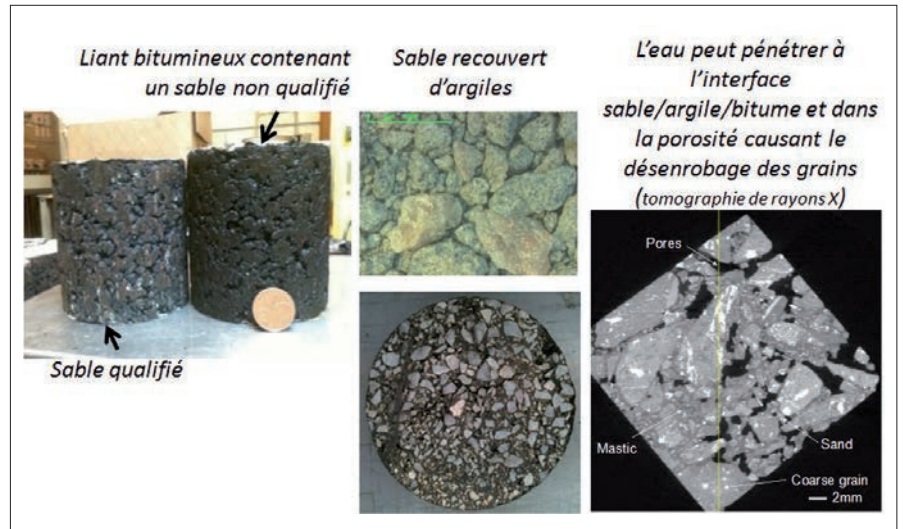 Liant bitumineux contenant
un sable non qualifié
Sable qualifié
Sable recouvert
d'argiles
L'eau peut pénétrer à
l'interface
sable/argile/bitume et dans
la porosité causant le
désenrobage des grains
(tomographie de rayons X)
Pores
Mastic
Sand
Coarse grain
2mm